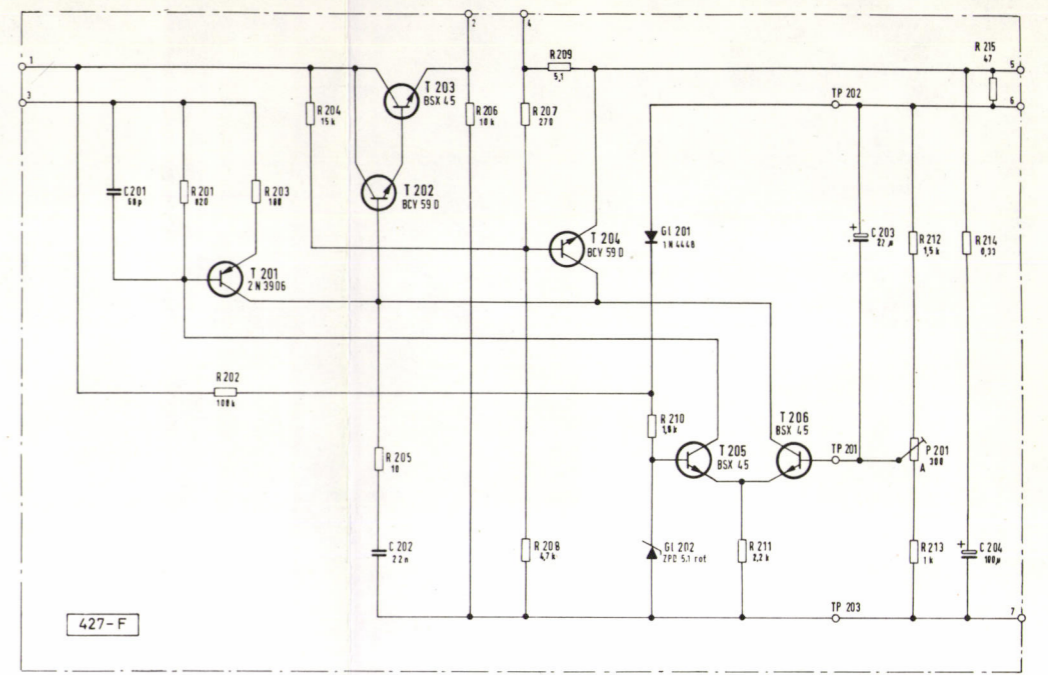 2
4
R 215
47
R 209
5,1
1
5
T 203
BSX 45
3
TP 202
6
R 204
15 k
R 206
10 k
R 207
270
C 201
68p
R 201
820
R 203
180
T 202
BCY 59 D
Gl 201
1 N 4448
C 203
22 µ
R 212
1,5 k
R 214
0,33
T 204
BCY 59 D
T 201
2 N 3906
R 202
100 k
R 210
1,8 k
T 206
BSX 45
T 205
BSX 45
TP 201
P 201
300
A
R 205
10
C 202
22 n
R 208
4,7 k
Gl 202
ZPD 5.1 rot
R 211
2,2 k
R 213
1 k
C 204
100µ
TP 203
7
427-F